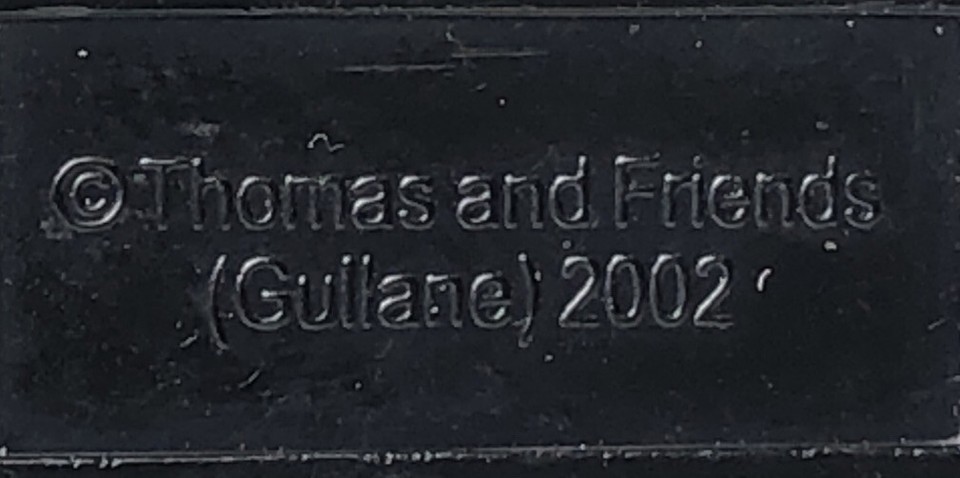 © Thomas and Friends
(Gullane) 2002